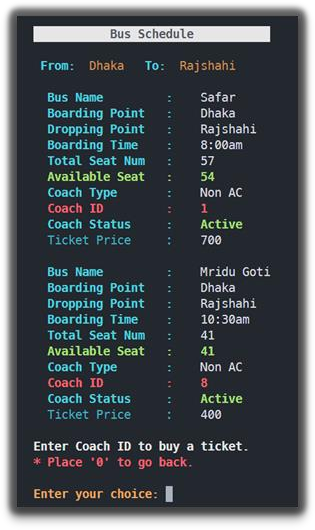 Bus Schedule
From: Dhaka To: Rajshahi
Bus Name : Safar
Boarding Point : Dhaka
Dropping Point : Rajshahi
Boarding Time : 8:00am
Total Seat Num : 57
Available Seat : 54
Coach Type : Non AC
Coach ID : 1
Coach Status : Active
Ticket Price : 700
Bus Name : Mridu Goti
Boarding Point : Dhaka
Dropping Point : Rajshahi
Boarding Time : 10:30am
Total Seat Num : 41
Available Seat : 41
Coach Type : Non AC
Coach ID : 8
Coach Status : Active
Ticket Price : 400
Enter Coach ID to buy a ticket.
* Place '0' to go back.
Enter your choice: